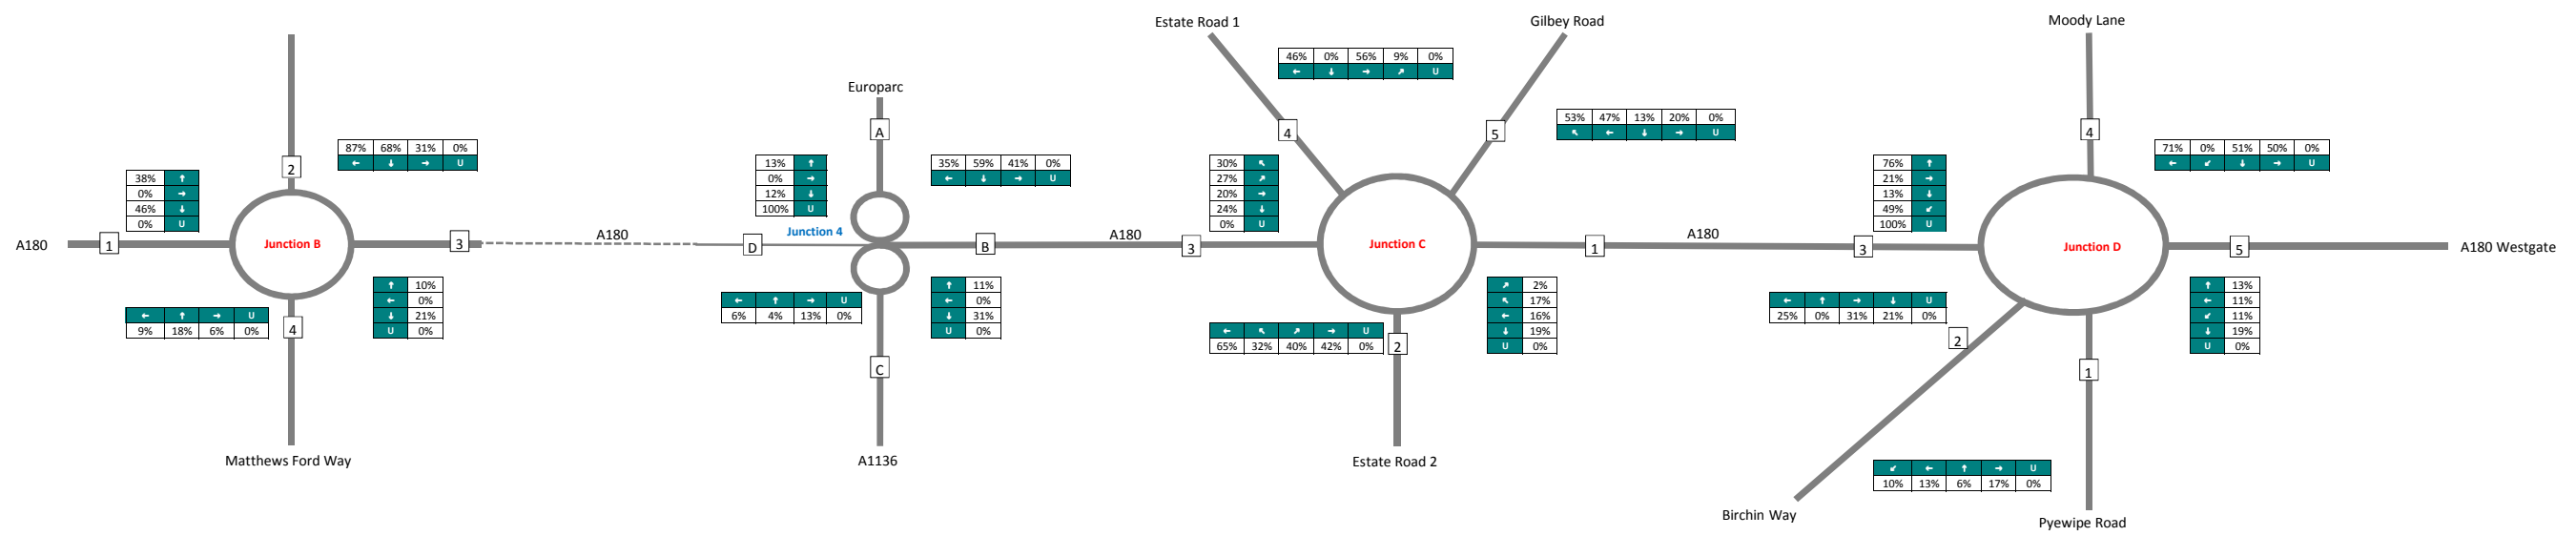 Estate Road 1
Gilbey Road
Moody Lane
46% 0% 56% 9% 0%
← ↓ → ↗ U
Europarc
53% 47% 13% 20% 0%
↖ ← ↓ → U
A
4
5
4
87% 68% 31% 0%
← ↓ → U
71% 0% 51% 50% 0%
← ↙ ↓ → U
2
38% ↑
0% →
46% ↓
0% U
13% ↑
0% →
12% ↓
100% U
35% 59% 41% 0%
← ↓ → U
30% ↖
27% ↗
20% →
24% ↓
0% U
76% ↑
21% →
13% ↓
49% ↙
100% U
A180
1
Junction B
3
A180
Junction 4
D
B
A180
3
Junction C
1
A180
3
Junction D
5
A180 Westgate
← ↑ → U
9% 18% 6% 0%
4
↑ 10%
← 0%
↓ 21%
U 0%
← ↑ → U
6% 4% 13% 0%
↑ 11%
← 0%
↓ 31%
U 0%
C
← ↖ ↗ → U
65% 32% 40% 42% 0%
2
↗ 2%
↖ 17%
← 16%
↓ 19%
U 0%
← ↑ → ↓ U
25% 0% 31% 21% 0%
2
1
↑ 13%
← 11%
↙ 11%
↓ 19%
U 0%
Matthews Ford Way
A1136
Estate Road 2
↙ ← ↑ → U
10% 13% 6% 17% 0%
Birchin Way
Pyewipe Road